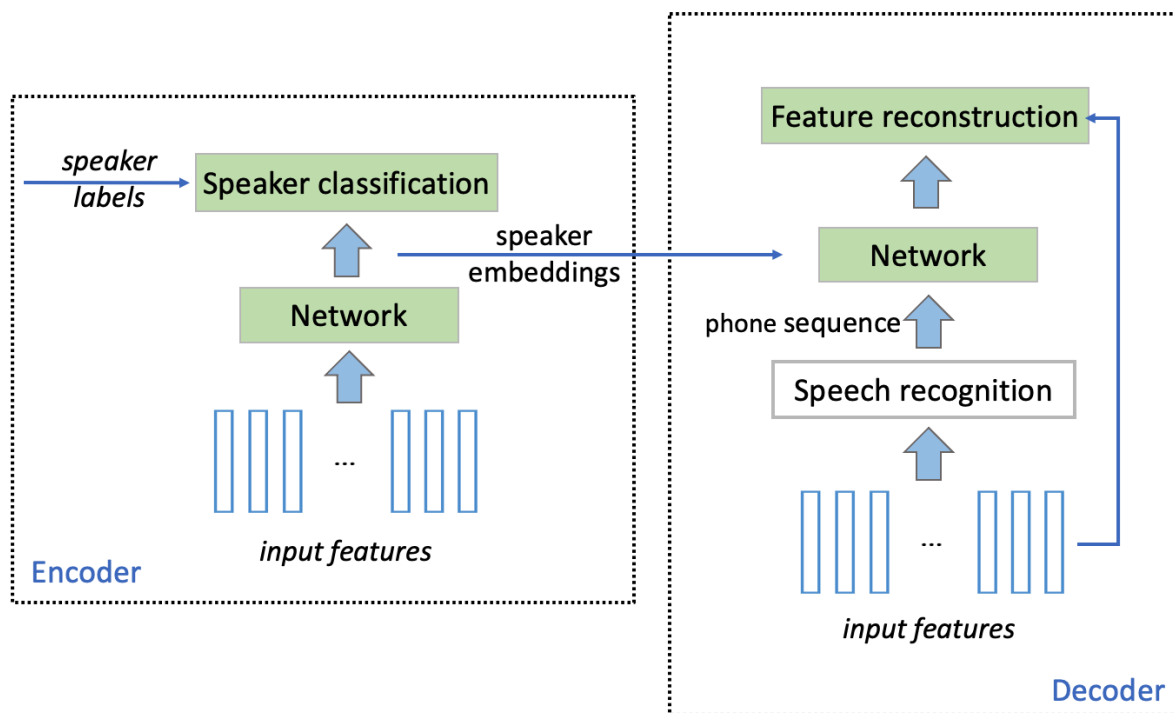 speaker
labels
Speaker classification
speaker
embeddings
Network
...
input features
Encoder
Feature reconstruction
Network
phone sequence
Speech recognition
...
input features
Decoder